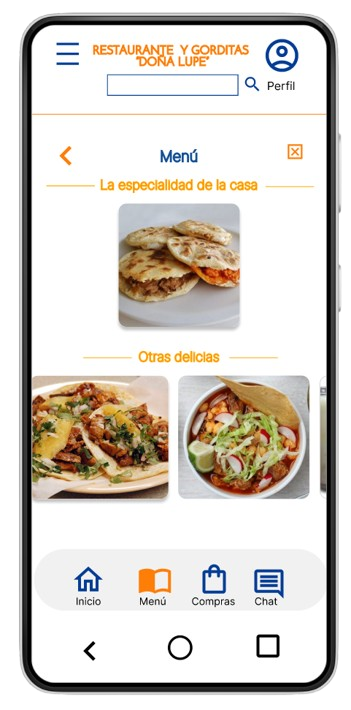 RESTAURANTE Y GORDITAS
"DOÑA LUPE"
Perfil
Menú
La especialidad de la casa
Otras delicias
Inicio
Menú
Compras
Chat